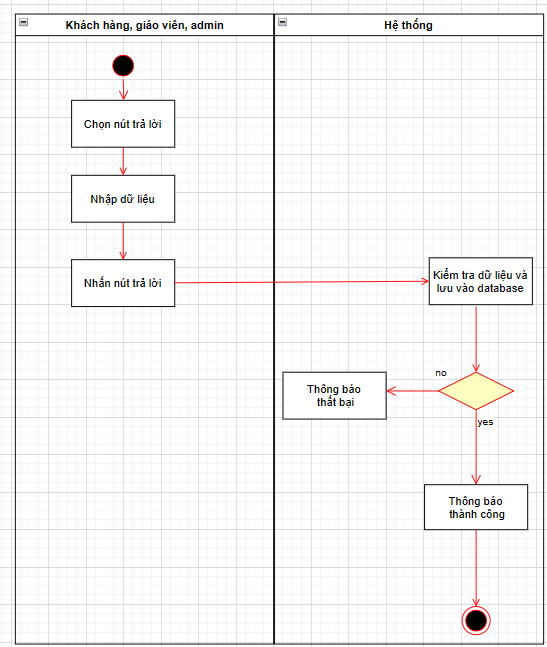 Khách hàng, giáo viên, admin
Hệ thống
Chọn nút trả lời
Nhập dữ liệu
Nhấn nút trả lời
Kiểm tra dữ liệu và
lưu vào database
no
Thông báo
thất bại
yes
Thông báo
thành công